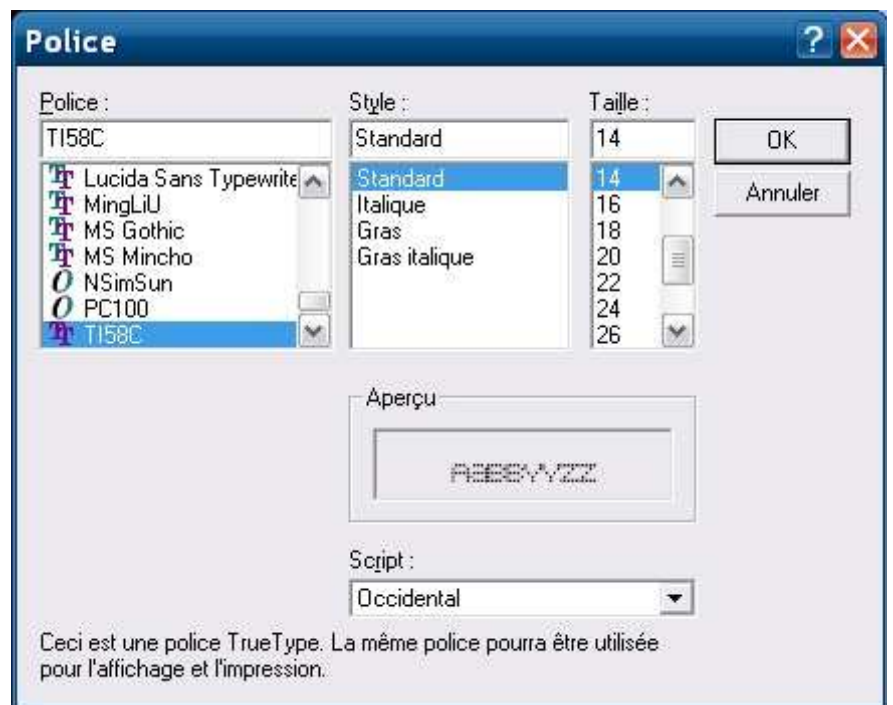 Police
Police :
TI58C
Lucida Sans Typewrite
MingLiU
MS Gothic
MS Mincho
NSimSun
PC100
TI58C
Style :
Standard
Standard
Italique
Gras
Gras italique
Taille :
14
14
16
18
20
22
24
26
OK
Annuler
Aperçu
AaBbYyZz
Script :
Occidental
Ceci est une police TrueType. La même police pourra être utilisée
pour l'affichage et l'impression.